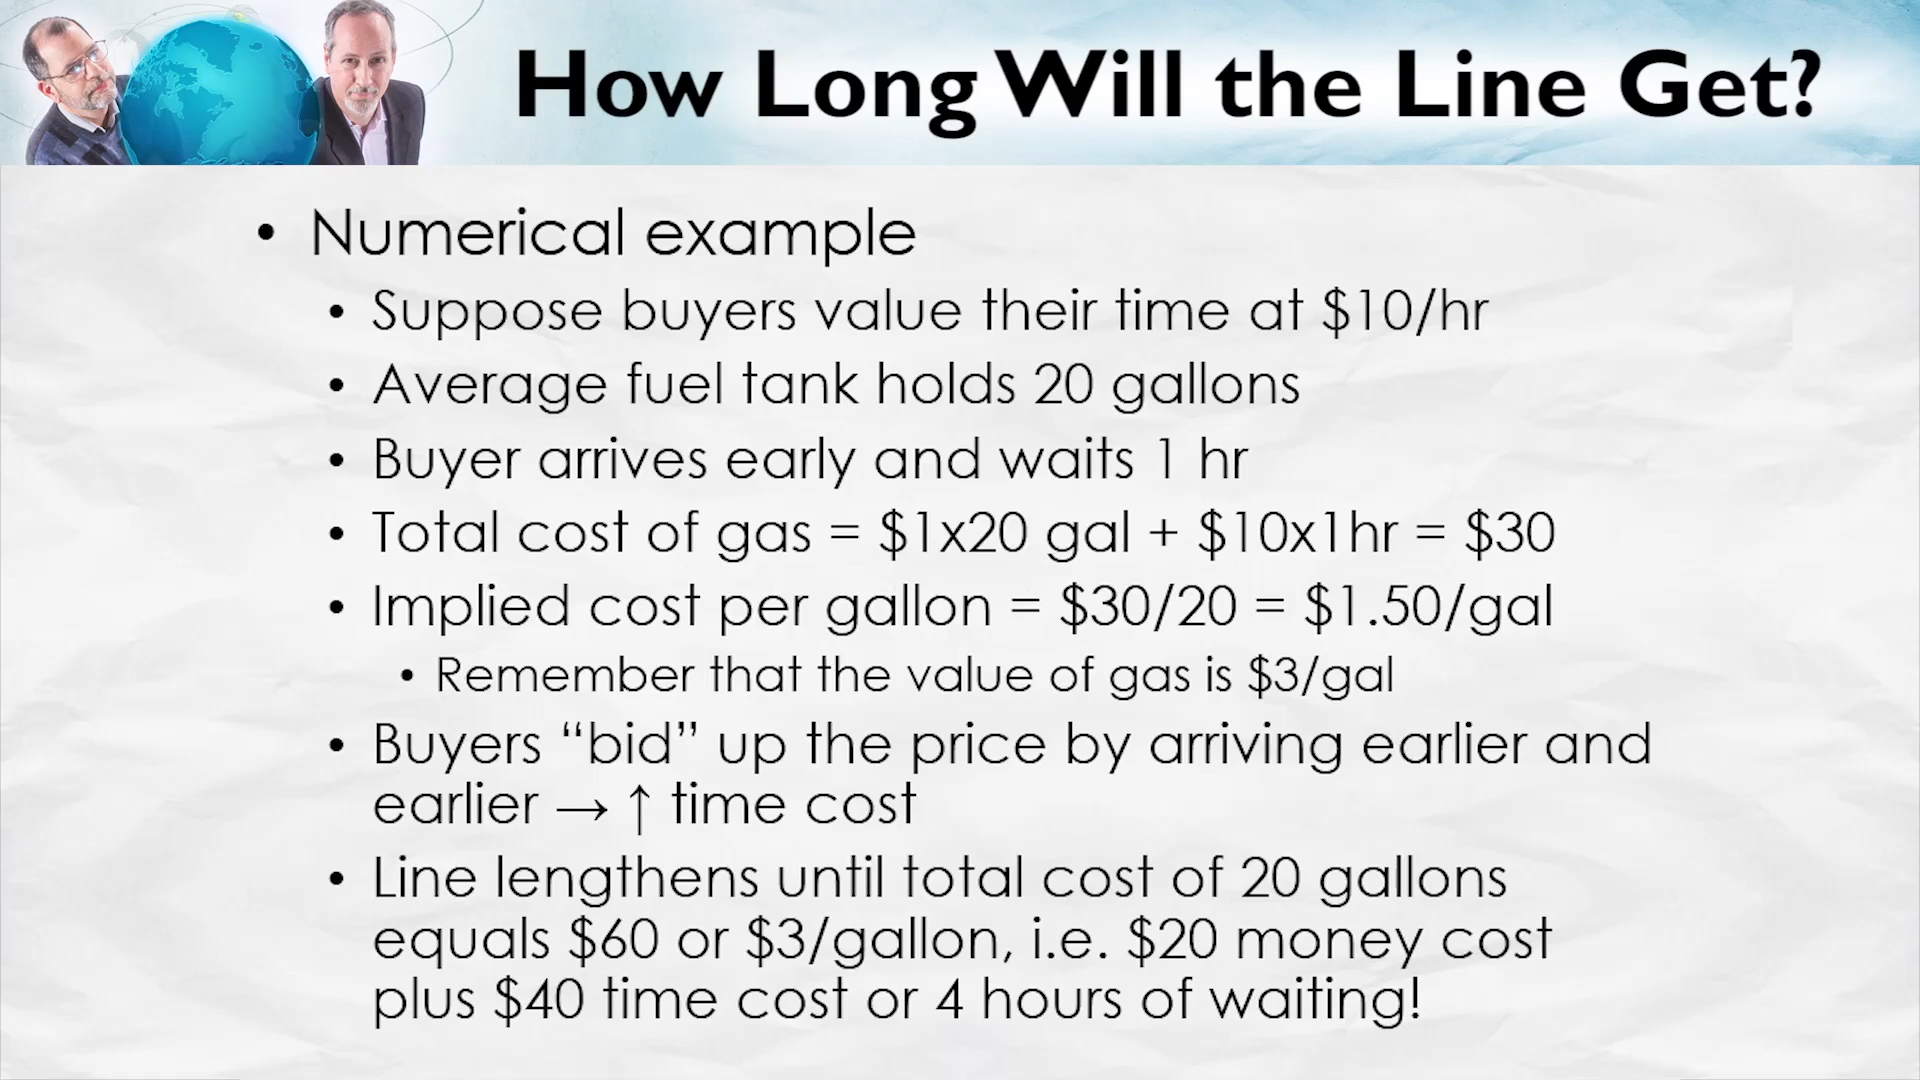 How Long Will the Line Get?
• Numerical example
• Suppose buyers value their time at $10/hr
• Average fuel tank holds 20 gallons
• Buyer arrives early and waits 1 hr
• Total cost of gas = $1x20 gal + $10x1hr = $30
• Implied cost per gallon = $30/20 = $1.50/gal
• Remember that the value of gas is $3/gal
• Buyers “bid” up the price by arriving earlier and
earlier → ↑ time cost
• Line lengthens until total cost of 20 gallons
equals $60 or $3/gallon, i.e. $20 money cost
plus $40 time cost or 4 hours of waiting!